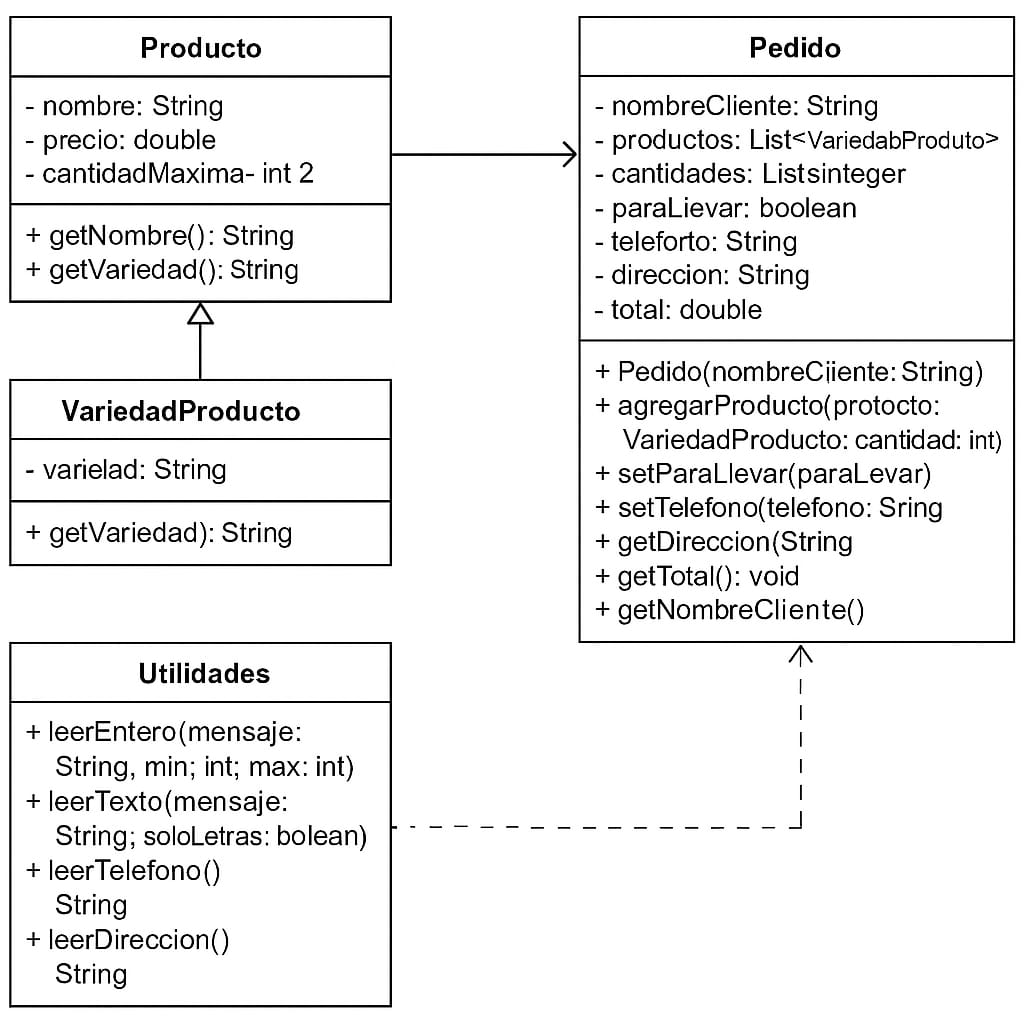 Producto
- nombre: String
- precio: double
- cantidadMaxima- int 2
+ getNombre(): String
+ getVariedad(): String
VariedadProducto
- varielad: String
+ getVariedad): String
Utilidades
+ leerEntero(mensaje:
String, min; int; max: int)
+ leerTexto(mensaje:
String; soloLetras: bolean)
+ leerTelefono()
String
+ leerDireccion()
String
Pedido
- nombreCliente: String
- productos: List<VariedabProduto>
- cantidades: Listsinteger
- paraLievar: boolean
- teleforto: String
- direccion: String
- total: double
+ Pedido(nombreCiiente: String)
+ agregarProducto(protocto:
VariedadProducto: cantidad: int)
+ setParaLlevar(paraLevar)
+ setTelefono(telefono: Sring
+ getDireccion(String
+ getTotal(): void
+ getNombreCliente()